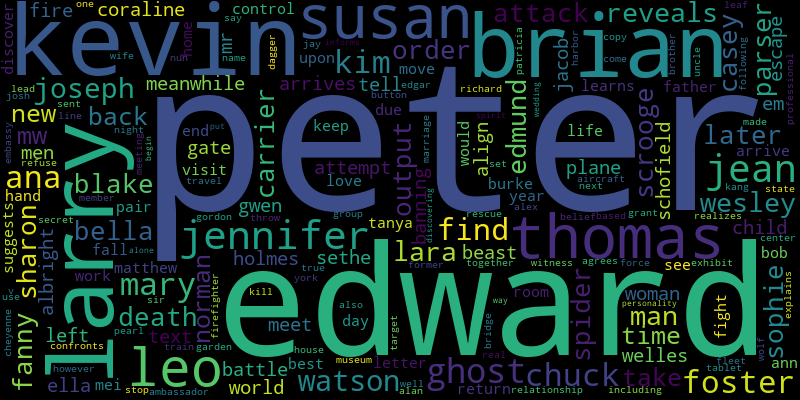 peter
edward
kevin
brian
larry
susan
thomas
jennifer
leo
jean
ghost
chuck
foster
attack
reveals
coraline
fire
control
one
say
discover
home
mr
upon
kim
order
casey
parser
escape
jacob
harbor
copy
come
brother
uncle
leaf
following
professional
patricia
dagger
nun
name
wife
jay
informs
edgar
joseph
meanwhile
arrives
tell
move
button
richard
spirit
wedding
edmund
learns
father
em
made
lead
josh
sent
line
new
back
carrier
keep
due
marriage
would
align
set
life
later
arrive
mw
men
night
meeting
begin
end
put
gate
visit
attempt
output
scrooge
schofield
embassy
refuse
ana
blake
travel
love
plane
aircraft
next
wesley
kang
state
hand
member
gwen
banning
burke
year
alex
belief
based
grant
realizes
suggests
sharon
secret
bella
pair
gordon
throw
group
tanya
discovering
rescue
find
child
center
fall
alone
holmes
sethe
former
lara
beast
together
witness
agrees
force
see
exhibit
bob
albright
work
matthew
norman
true
york
man
woman
room
way
personality
explains
use
v
mary
sir
firefighter
kill
also
day
target
bridge
time
spider
fight
sophie
cheyenne
fanny
left
death
text
meet
welles
wolf
fleet
tablet
ann
confronts
pearl
train
garden
house
best
letter
real
take
however
ella
mei
battle
museum
watson
well
return
relationship
including
stop
ambassador
world
alan